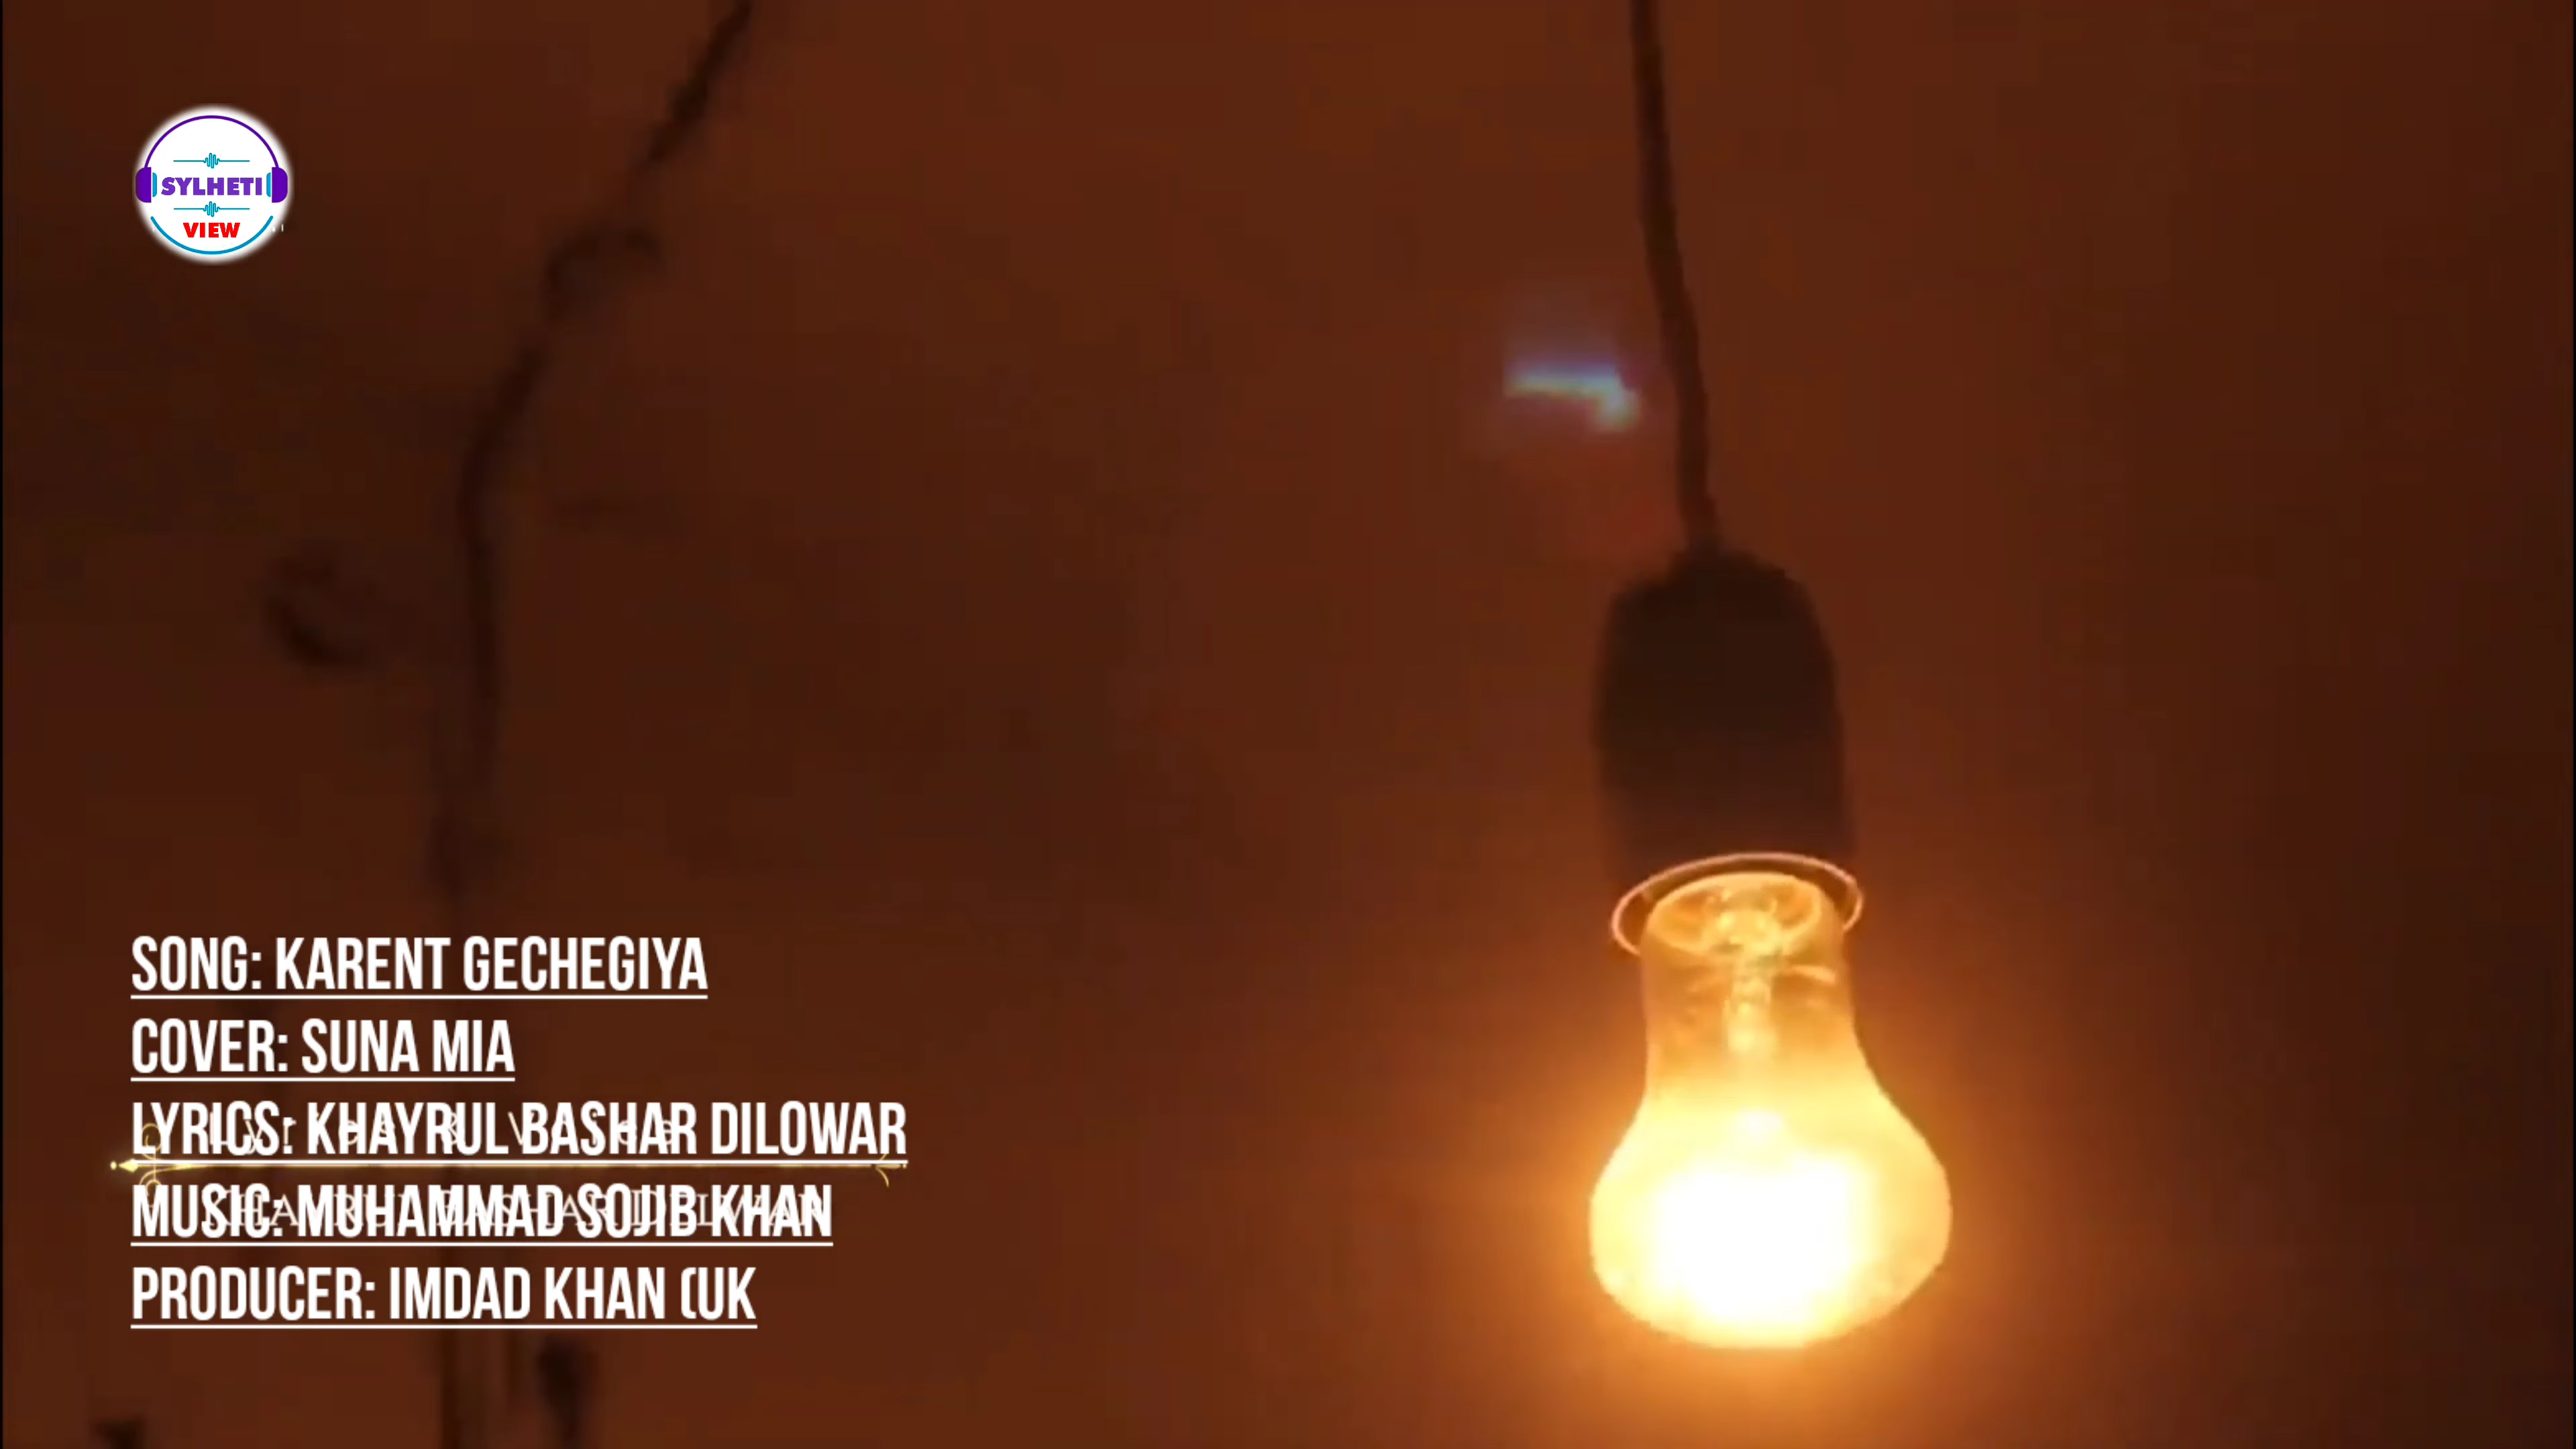 SYLHETI
VIEW
SONG: KARENT GECHEGIYA
COVER: SUNA MIA
LYRICS: KHAYRUL BASHAR DILOWAR
MUSIC: MUHAMMAD SOJIB KHAN
PRODUCER: IMDAD KHAN (UK